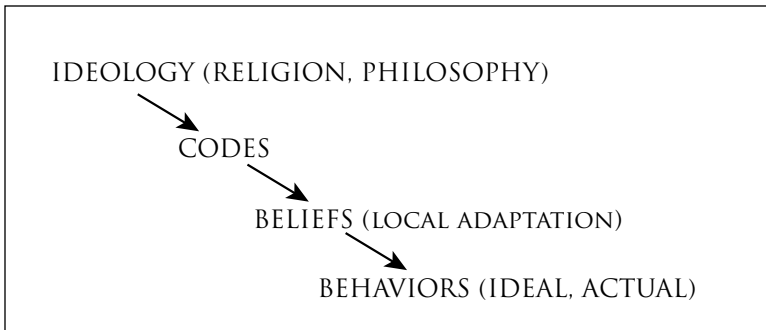 IDEOLOGY (RELIGION, PHILOSOPHY)
CODES
BELIEFS (LOCAL ADAPTATION)
BEHAVIORS (IDEAL, ACTUAL)